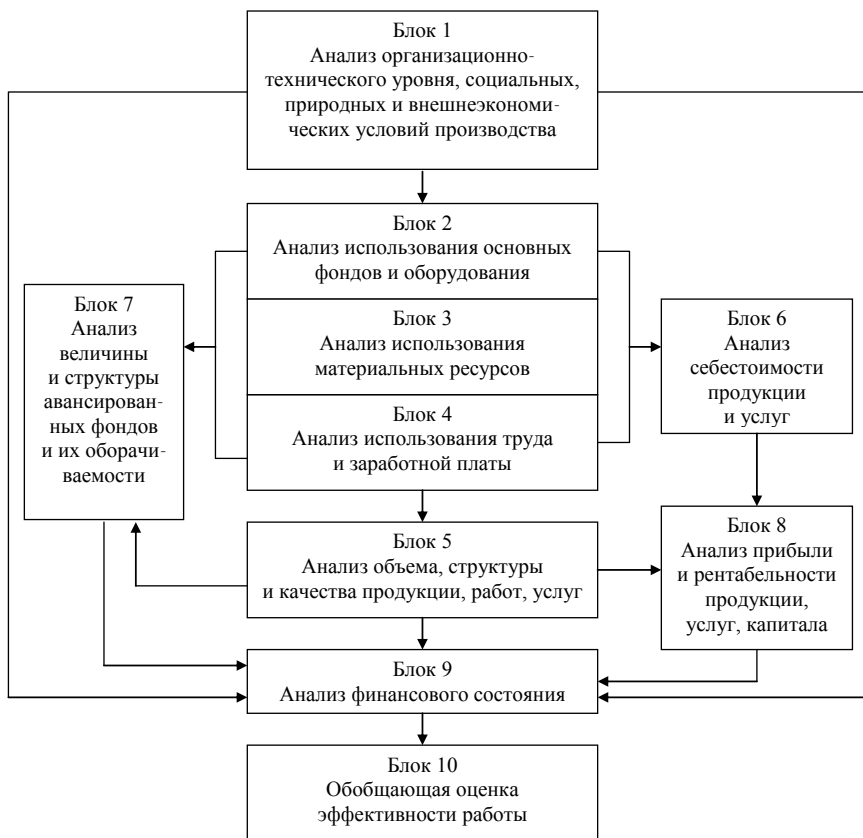 Блок 1
Анализ организационно-
технического уровня, социальных,
природных и внешнеэкономи-
ческих условий производства
Блок 2
Анализ использования основных
фондов и оборудования
Блок 7
Анализ
величины
и структуры
авансирован-
ных фондов
и их оборачи-
ваемости
Блок 3
Анализ использования
материальных ресурсов
Блок 6
Анализ
себестоимости
продукции
и услуг
Блок 4
Анализ использования труда
и заработной платы
Блок 5
Анализ объема, структуры
и качества продукции, работ, услуг
Блок 8
Анализ прибыли
и рентабельности
продукции,
услуг, капитала
Блок 9
Анализ финансового состояния
Блок 10
Обобщающая оценка
эффективности работы